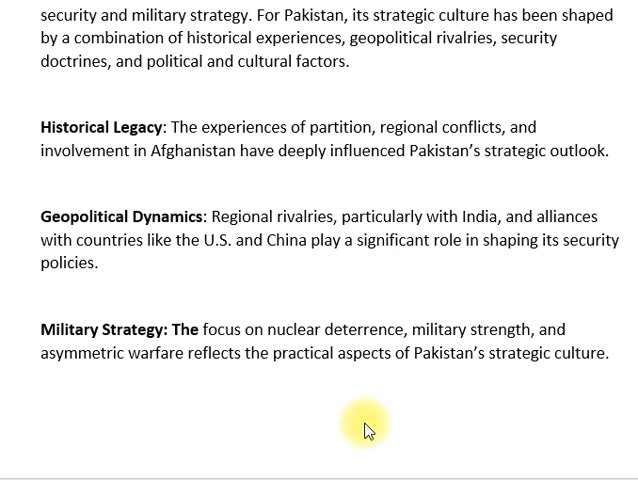 security and military strategy. For Pakistan, its strategic culture has been shaped
by a combination of historical experiences, geopolitical rivalries, security
doctrines, and political and cultural factors.
Historical Legacy: The experiences of partition, regional conflicts, and
involvement in Afghanistan have deeply influenced Pakistan’s strategic outlook.
Geopolitical Dynamics: Regional rivalries, particularly with India, and alliances
with countries like the U.S. and China play a significant role in shaping its security
policies.
Military Strategy: The focus on nuclear deterrence, military strength, and
asymmetric warfare reflects the practical aspects of Pakistan’s strategic culture.